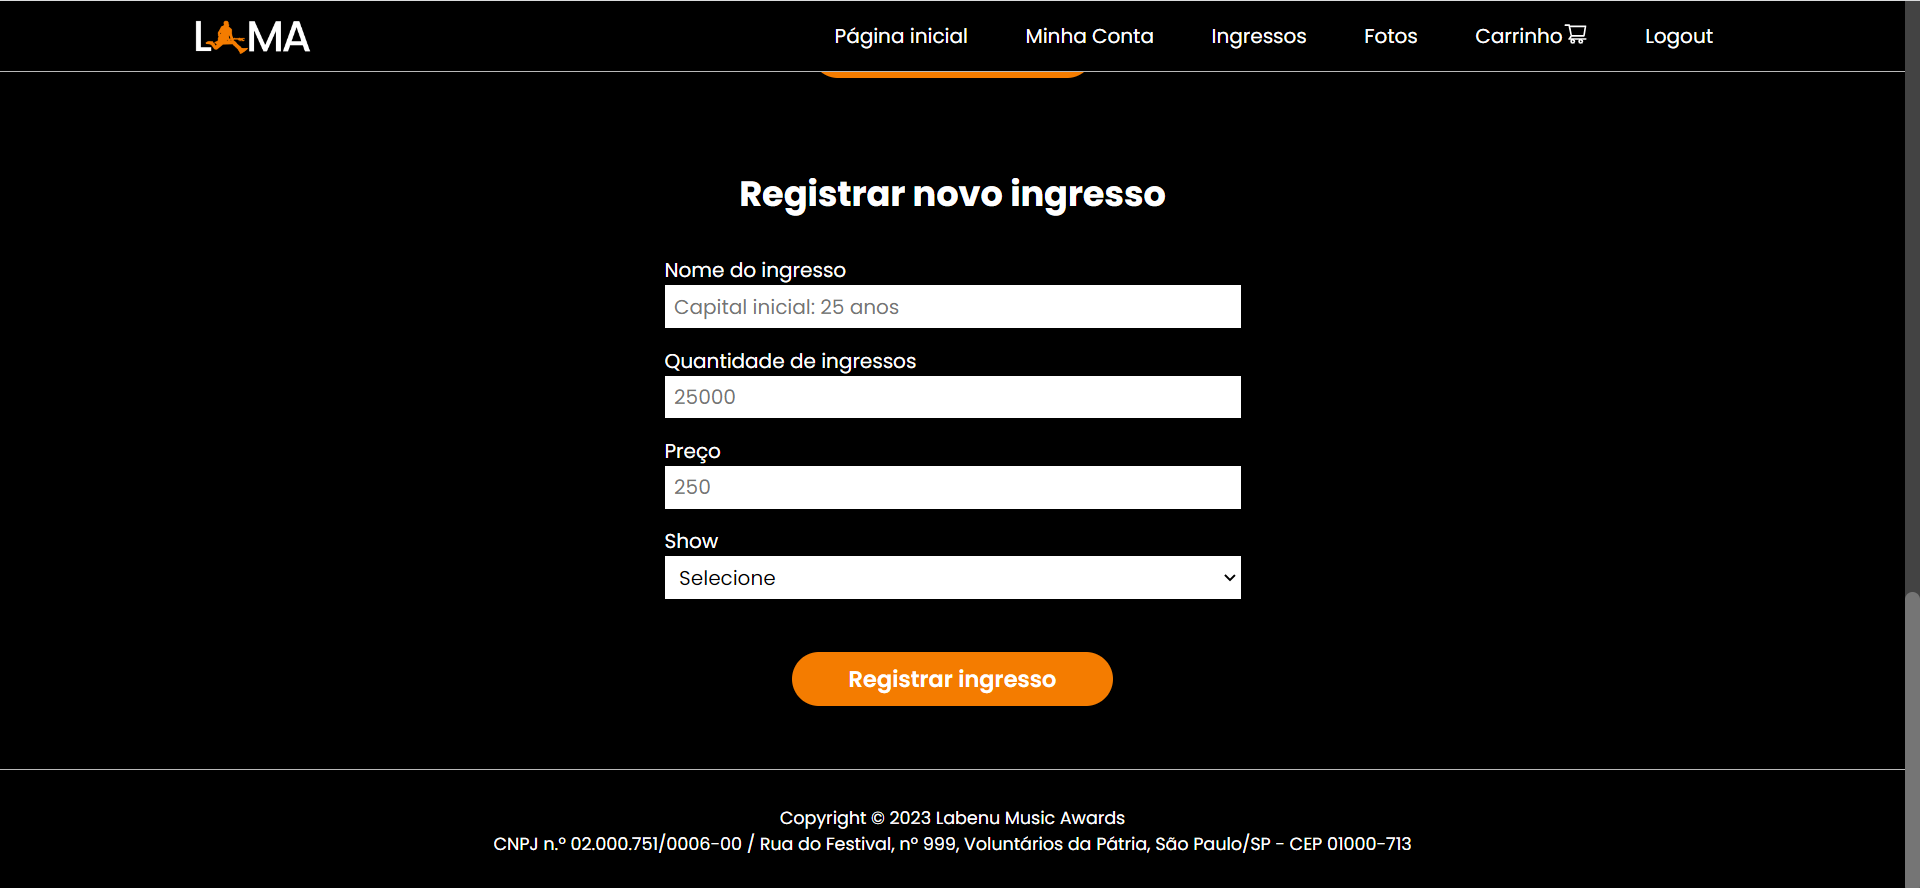 LAMA
Página inicial
Minha Conta
Ingressos
Fotos
Carrinho
Logout
Registrar novo ingresso
Nome do ingresso
Capital inicial: 25 anos
Quantidade de ingressos
25000
Preço
250
Show
Selecione
Registrar ingresso
Copyright © 2023 Labenu Music Awards
CNPJ n.º 02.000.751/0006-00 / Rua do Festival, nº 999, Voluntários da Pátria, São Paulo/SP - CEP 01000-713